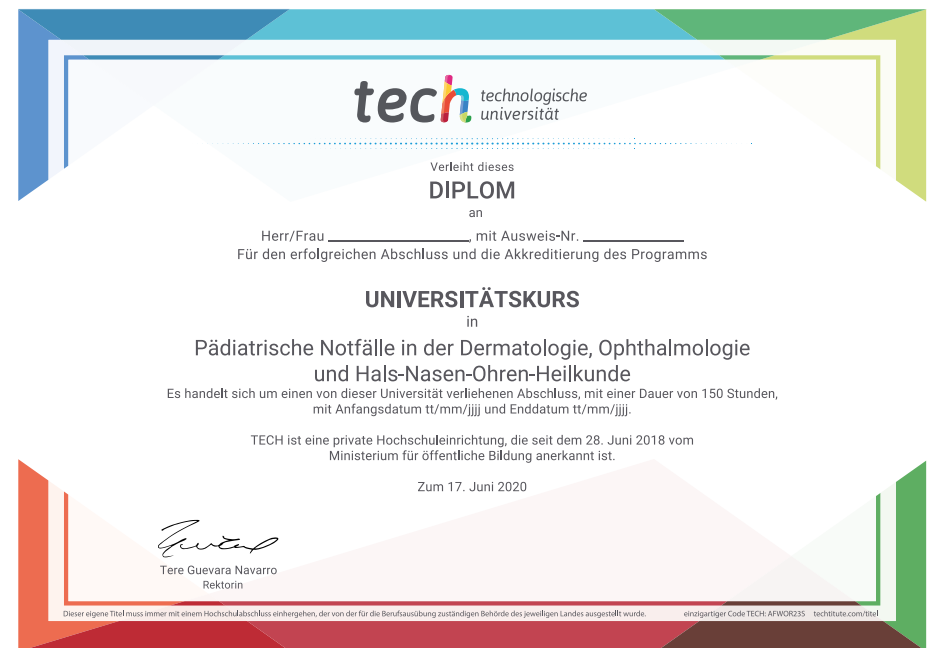 tech technologische
universität
Verleiht dieses
DIPLOM
an
Herr/Frau ____________________, mit Ausweis-Nr. ______________
Für den erfolgreichen Abschluss und die Akkreditierung des Programms
UNIVERSITÄTSKURS
in
Pädiatrische Notfälle in der Dermatologie, Ophthalmologie
und Hals-Nasen-Ohren-Heilkunde
Es handelt sich um einen von dieser Universität verliehenen Abschluss, mit einer Dauer von 150 Stunden,
mit Anfangsdatum tt/mm/jjjj und Enddatum tt/mm/jjjj.
TECH ist eine private Hochschuleinrichtung, die seit dem 28. Juni 2018 vom
Ministerium für öffentliche Bildung anerkannt ist.
Zum 17. Juni 2020
Tere Guevara Navarro
Rektorin
Dieser eigene Titel muss immer mit einem Hochschulabschluss einhergehen, der von der für die Berufsausübung zuständigen Behörde des jeweiligen Landes ausgestellt wurde. einzigartiger Code TECH: AFWOR23S techtitute.com/titel